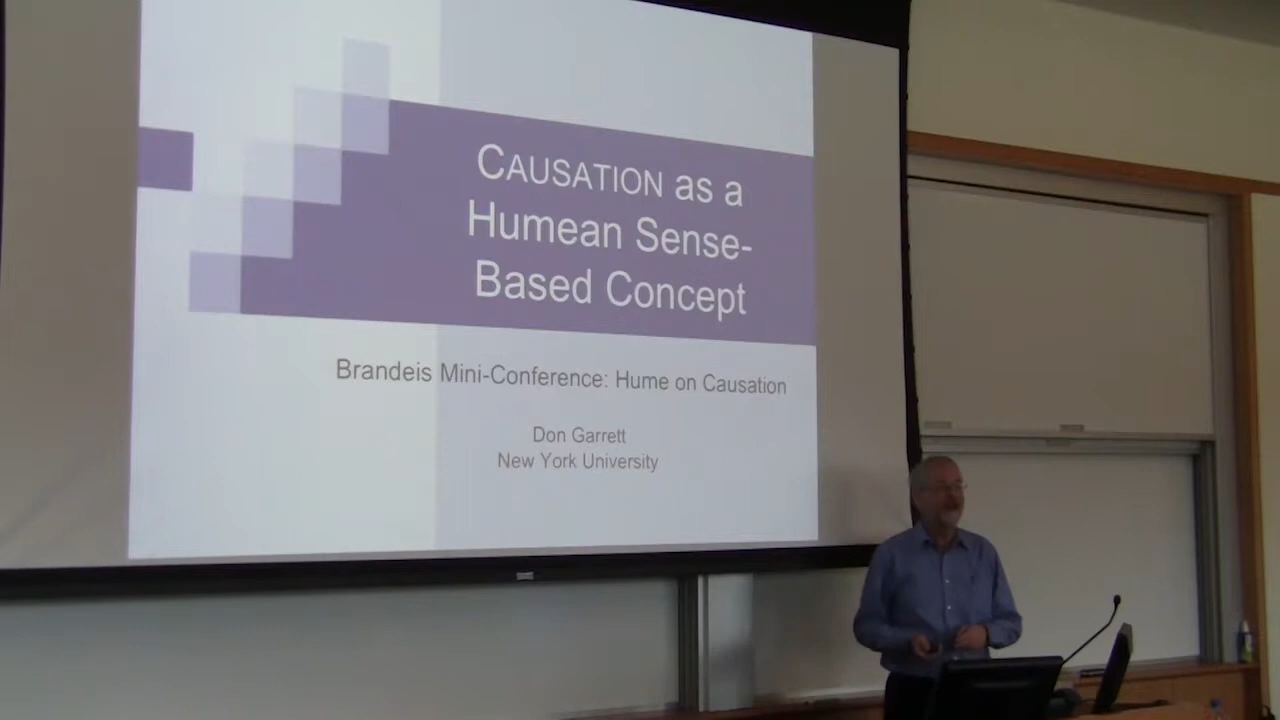 CAUSATION as a
Humean Sense-
Based Concept
Brandeis Mini-Conference: Hume on Causation
Don Garrett
New York University